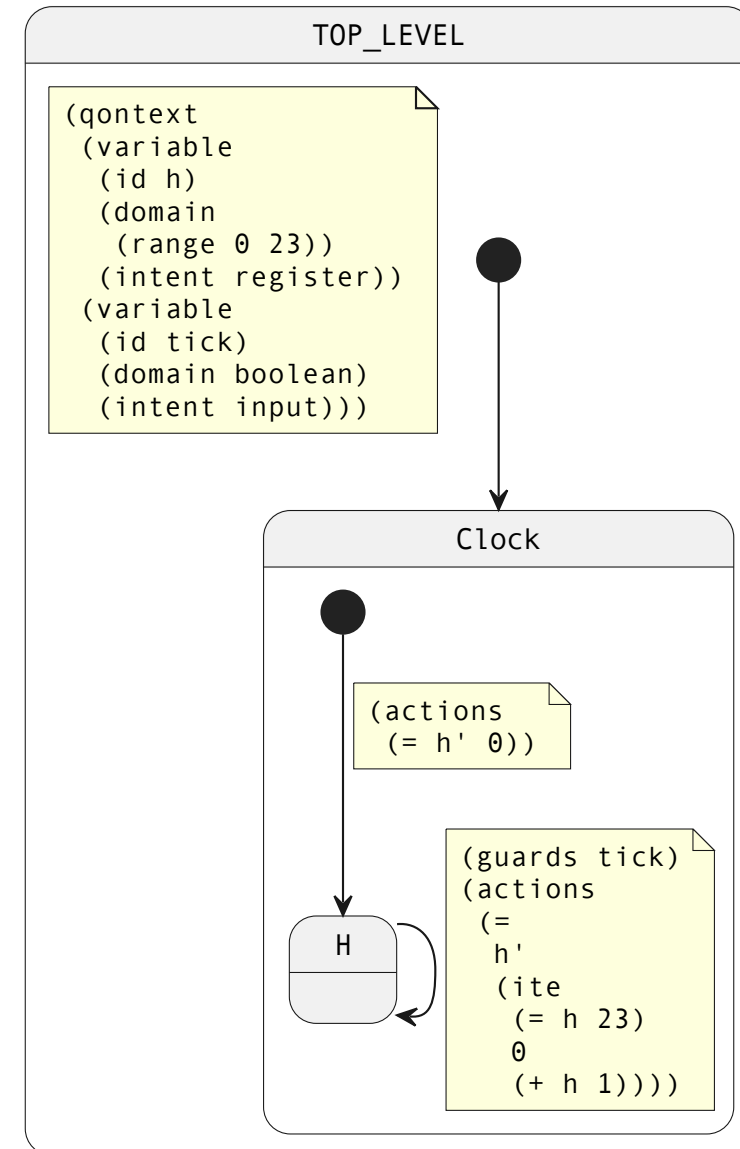 TOP_LEVEL
(qontext
 (variable
  (id h)
  (domain
   (range 0 23))
  (intent register))
 (variable
  (id tick)
  (domain boolean)
  (intent input)))
Clock
(actions
 (= h' 0))
(guards tick)
(actions
 (=
  h'
  (ite
   (= h 23)
   0
   (+ h 1))))
H